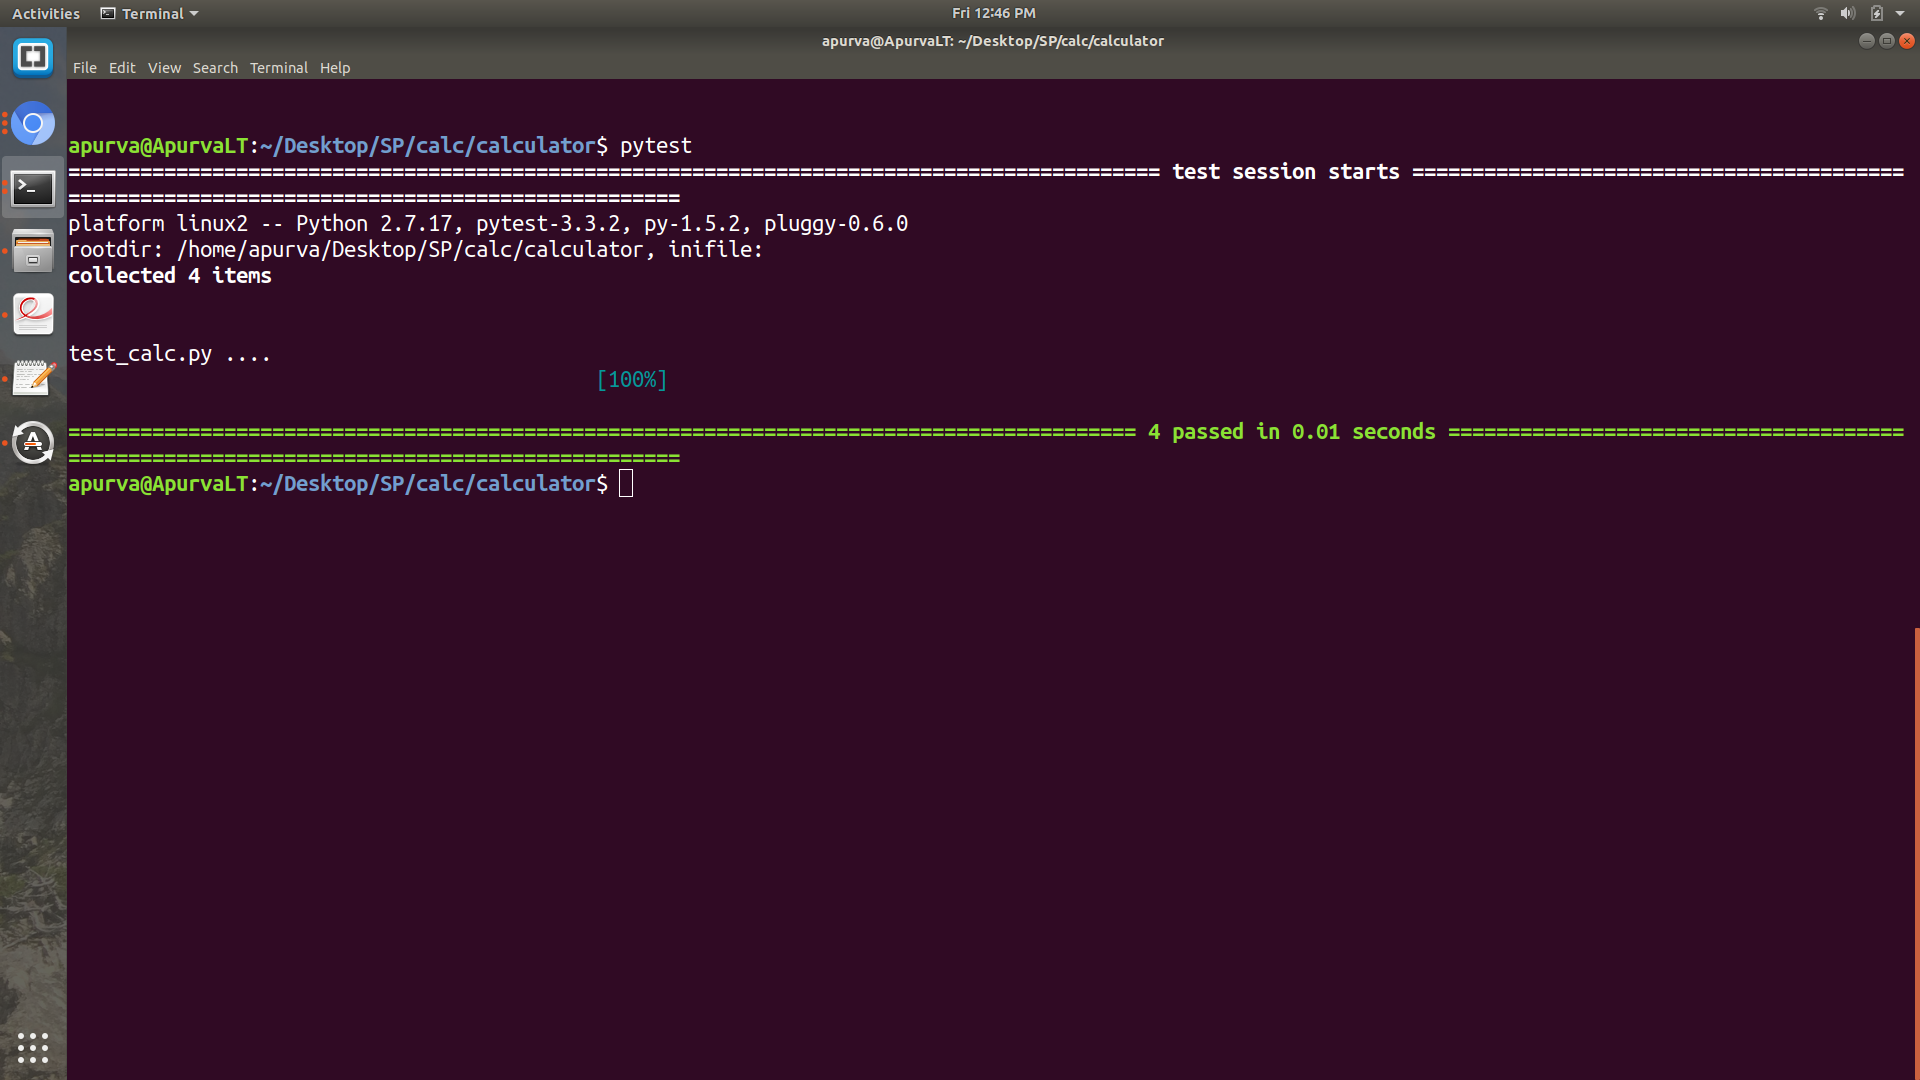 Activities Terminal Fri 12:46 PM
apurva@ApurvaLT: ~/Desktop/SP/calc/calculator
File Edit View Search Terminal Help
apurva@ApurvaLT:~/Desktop/SP/calc/calculator$ pytest
=========================================================================================== test session starts =========================================
===================================================
platform linux2 -- Python 2.7.17, pytest-3.3.2, py-1.5.2, pluggy-0.6.0
rootdir: /home/apurva/Desktop/SP/calc/calculator, inifile:
collected 4 items
test_calc.py ....
[100%]
========================================================================================= 4 passed in 0.01 seconds ======================================
===================================================
apurva@ApurvaLT:~/Desktop/SP/calc/calculator$